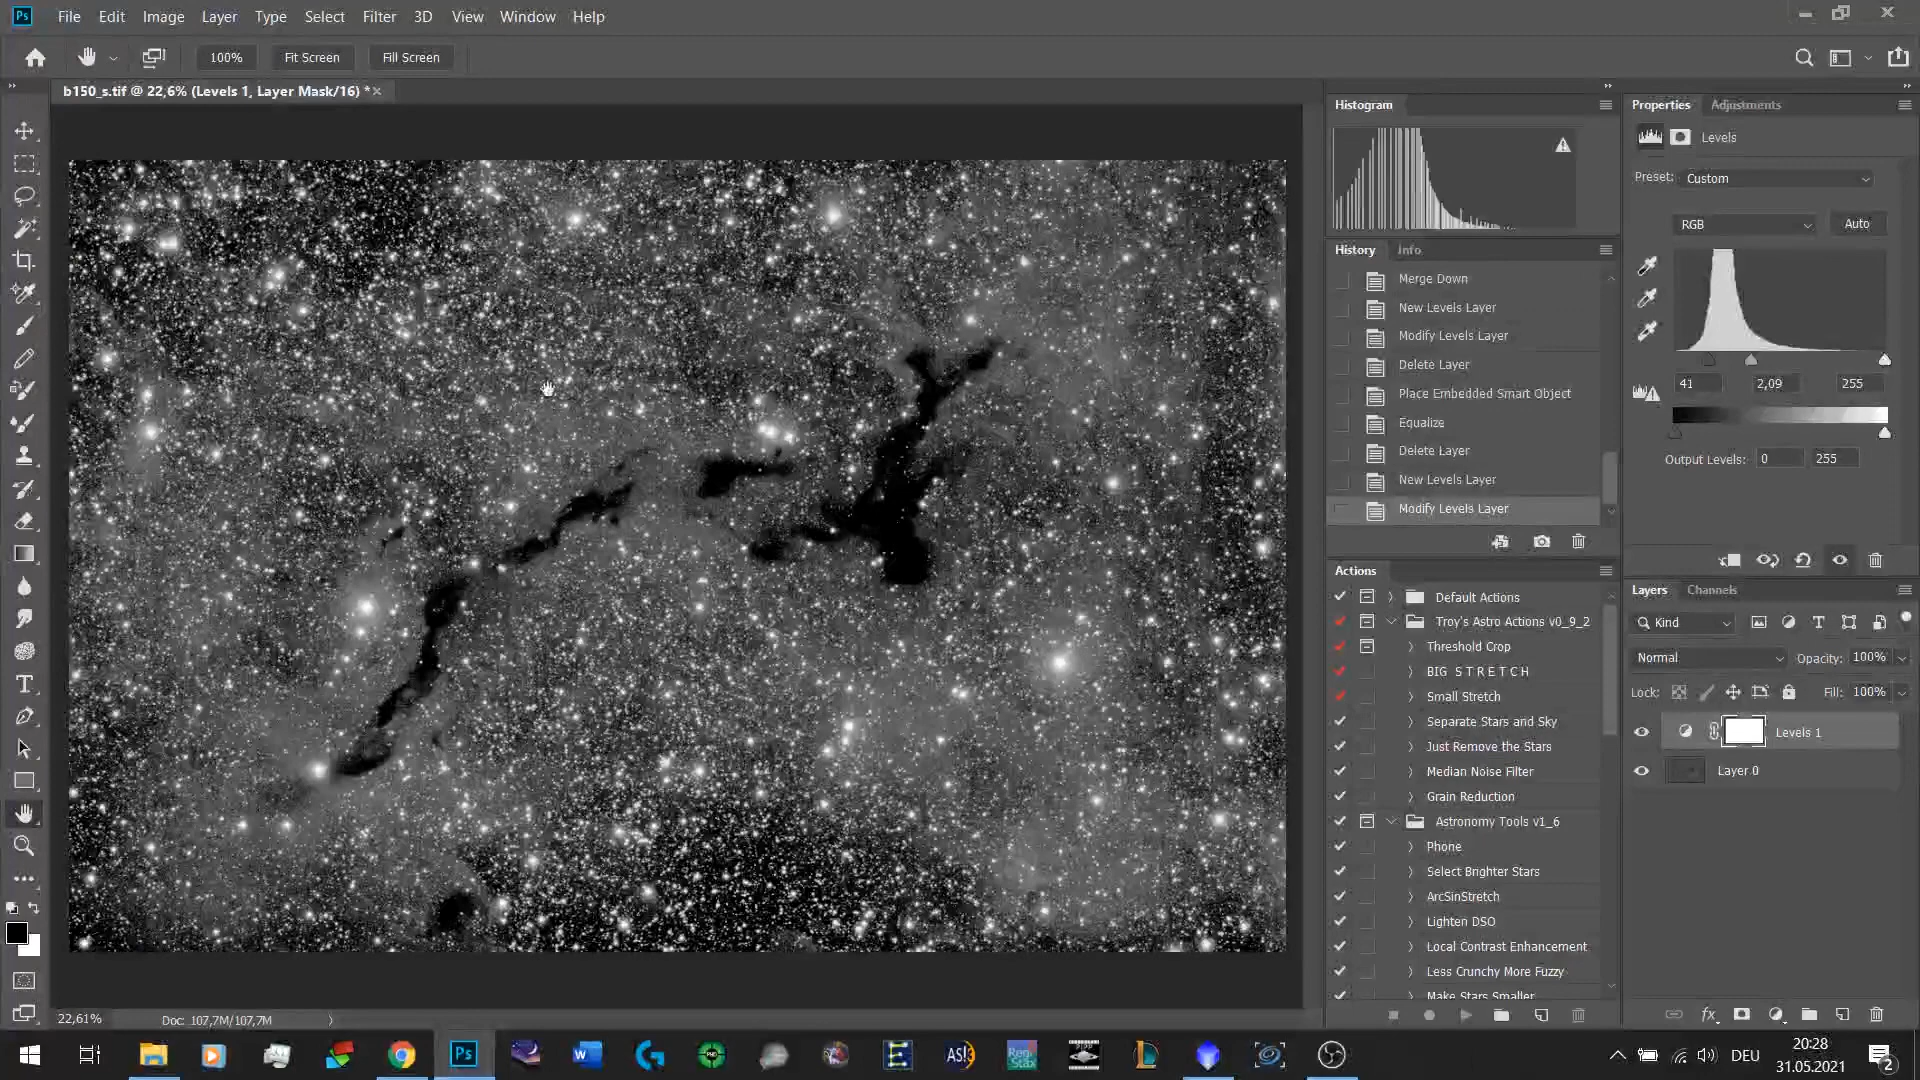 Ps File Edit Image Layer Type Select Filter 3D View Window Help
100% Fit Screen Fill Screen
b150_s.tif @ 22,6% (Levels 1, Layer Mask/16) *
Histogram
Properties Adjustments
Levels
Preset: Custom
RGB Auto
History Info
Merge Down
New Levels Layer
Modify Levels Layer
Delete Layer
Place Embedded Smart Object
Equalize
Delete Layer
New Levels Layer
Modify Levels Layer
41 2,09 255
Output Levels: 0 255
Actions
Default Actions
Troy's Astro Actions v0_9_2
Threshold Crop
BIG S T R E T C H
Small Stretch
Separate Stars and Sky
Just Remove the Stars
Median Noise Filter
Grain Reduction
Astronomy Tools v1_6
Phone
Select Brighter Stars
ArcSinStretch
Lighten DSO
Local Contrast Enhancement
Less Crunchy More Fuzzy
Make Stars Smaller
Layers Channels
Kind
Normal Opacity: 100%
Lock: Fill: 100%
Levels 1
Layer 0
fx
22,61% Doc: 107,7M/107,7M
Ps
DEU
20:28
31.05.2021
2